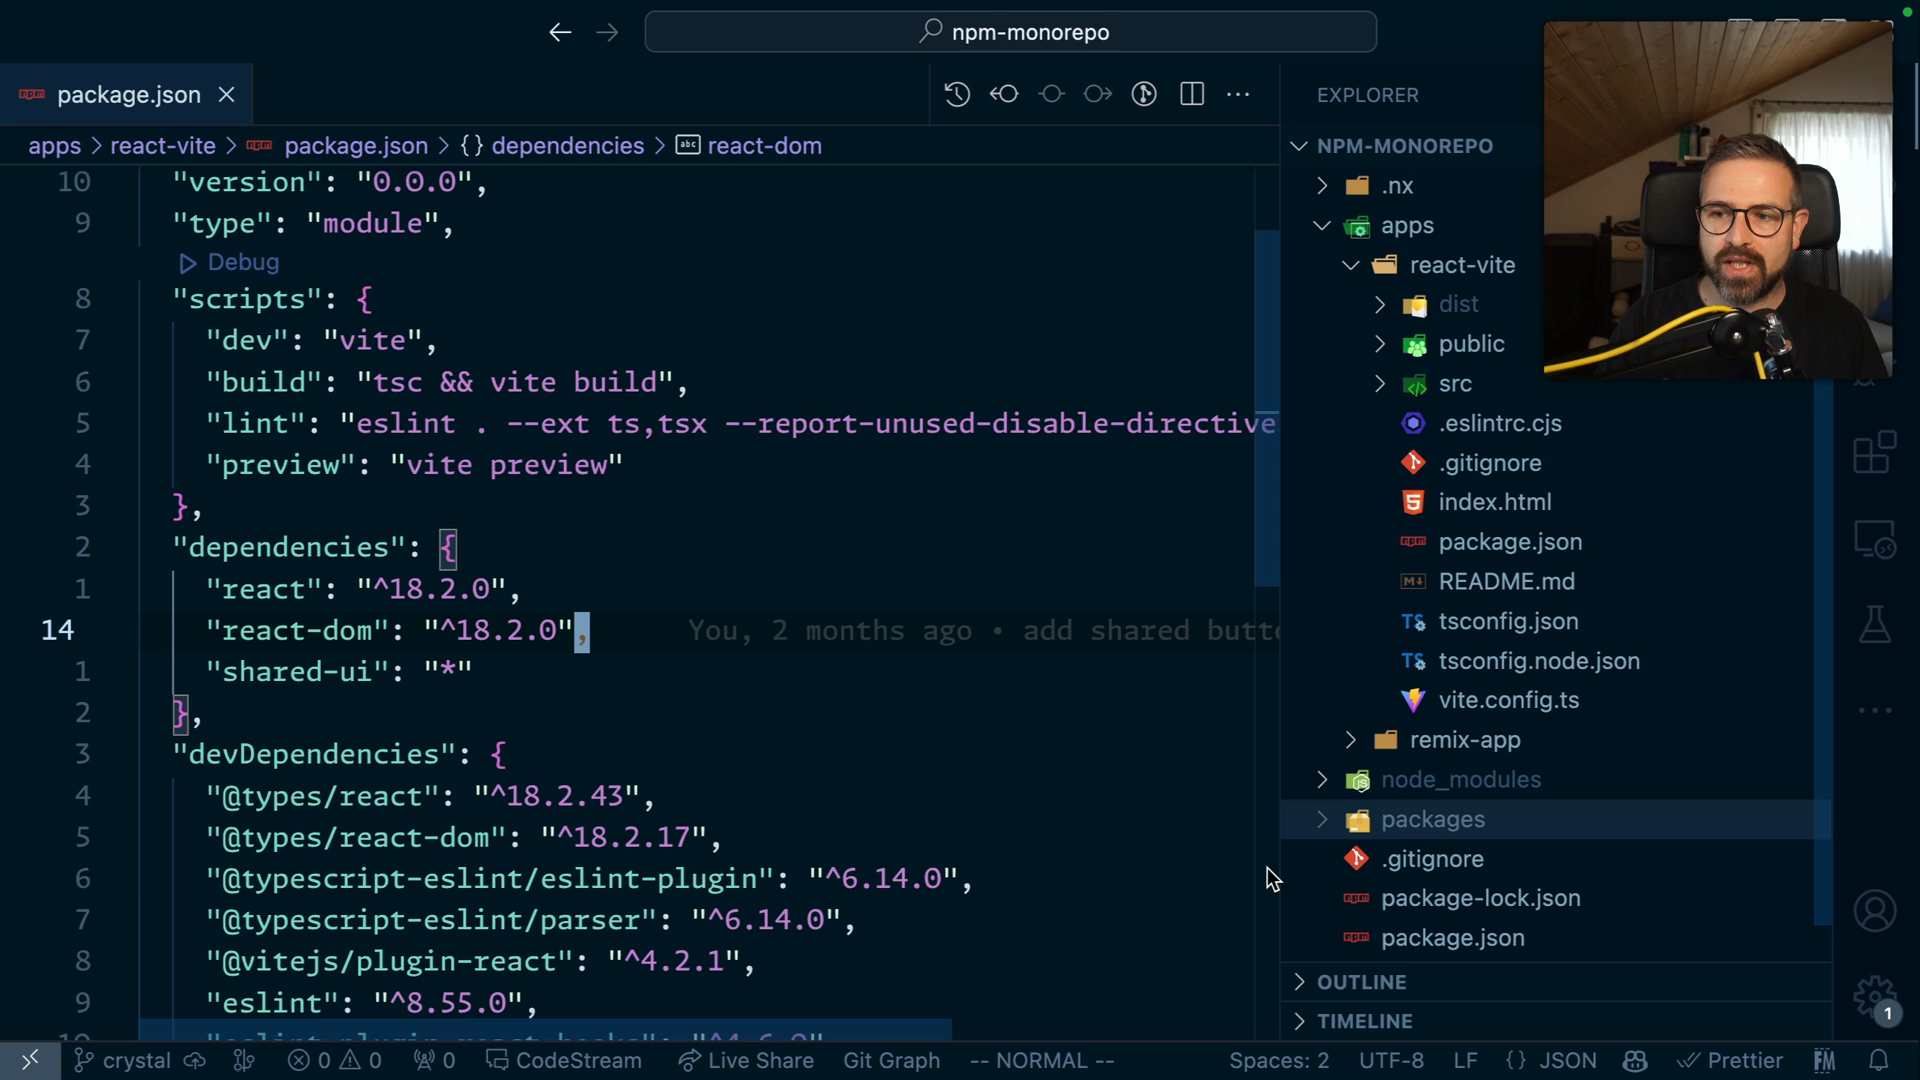 npm-monorepo
package.json
apps > react-vite > package.json > {} dependencies > abc react-dom
10 "version": "0.0.0",
9 "type": "module",
Debug
8 "scripts": {
7 "dev": "vite",
6 "build": "tsc && vite build",
5 "lint": "eslint . --ext ts,tsx --report-unused-disable-directive
4 "preview": "vite preview"
3 },
2 "dependencies": {
1 "react": "^18.2.0",
14 "react-dom": "^18.2.0", You, 2 months ago • add shared butt
1 "shared-ui": "*"
2 },
3 "devDependencies": {
4 "@types/react": "^18.2.43",
5 "@types/react-dom": "^18.2.17",
6 "@typescript-eslint/eslint-plugin": "^6.14.0",
7 "@typescript-eslint/parser": "^6.14.0",
8 "@vitejs/plugin-react": "^4.2.1",
9 "eslint": "^8.55.0",
EXPLORER
NPM-MONOREPO
.nx
apps
react-vite
dist
public
src
.eslintrc.cjs
.gitignore
index.html
package.json
README.md
TS tsconfig.json
TS tsconfig.node.json
vite.config.ts
remix-app
node_modules
packages
.gitignore
package-lock.json
package.json
OUTLINE
TIMELINE
1
crystal 0 0 0 CodeStream Live Share Git Graph -- NORMAL -- Spaces: 2 UTF-8 LF {} JSON Prettier